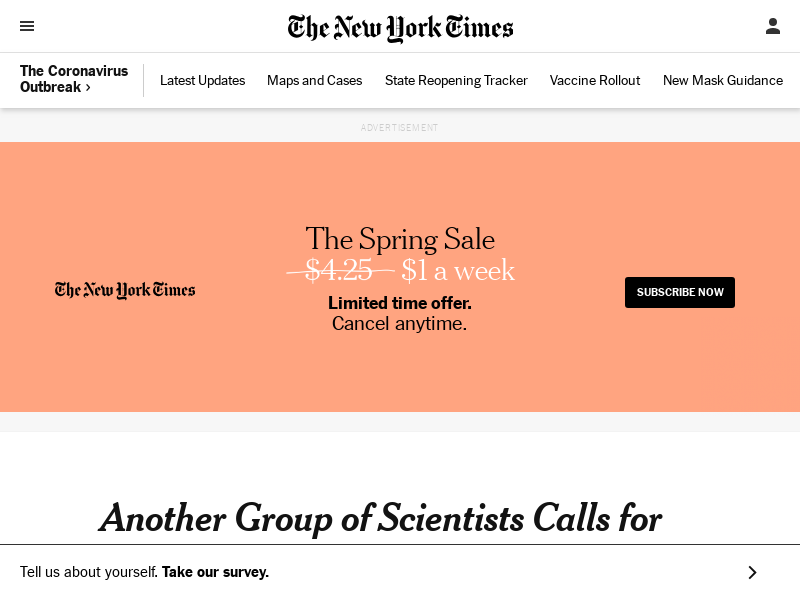 The New York Times
The Coronavirus
Outbreak ›
Latest Updates
Maps and Cases
State Reopening Tracker
Vaccine Rollout
New Mask Guidance
ADVERTISEMENT
The Spring Sale
$4.25 $1 a week
Limited time offer.
Cancel anytime.
The New York Times
SUBSCRIBE NOW
Another Group of Scientists Calls for
Tell us about yourself. Take our survey.